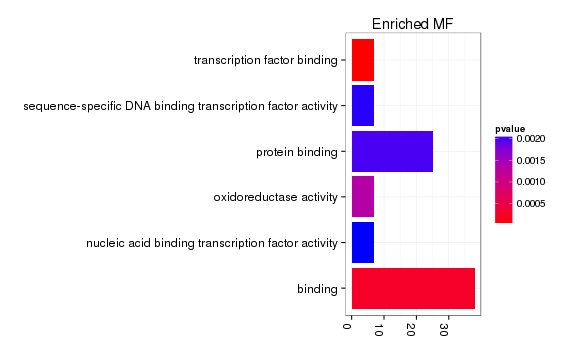 Enriched MF
transcription factor binding
sequence-specific DNA binding transcription factor activity
protein binding
oxidoreductase activity
nucleic acid binding transcription factor activity
binding
0
10
20
30
pvalue
0.0020
0.0015
0.0010
0.0005